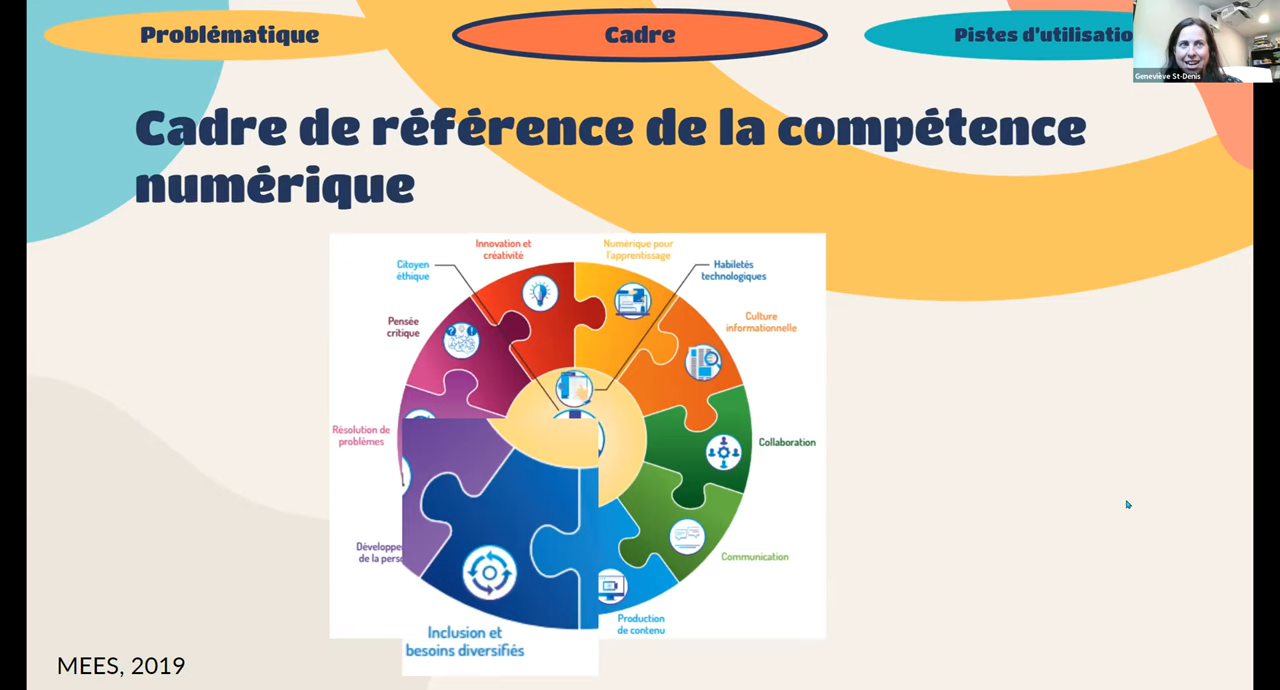 Problématique
Cadre
Pistes d'utilisatio
Geneviève St-Denis
Cadre de référence de la compétence
numérique
Innovation et
créativité
Numérique pour
l'apprentissage
Citoyen
éthique
Habiletés
technologiques
Pensée
critique
Culture
informationnelle
Résolution de
problèmes
Collaboration
Développe
de la pers
Communication
Production
de contenu
Inclusion et
besoins diversifiés
MEES, 2019